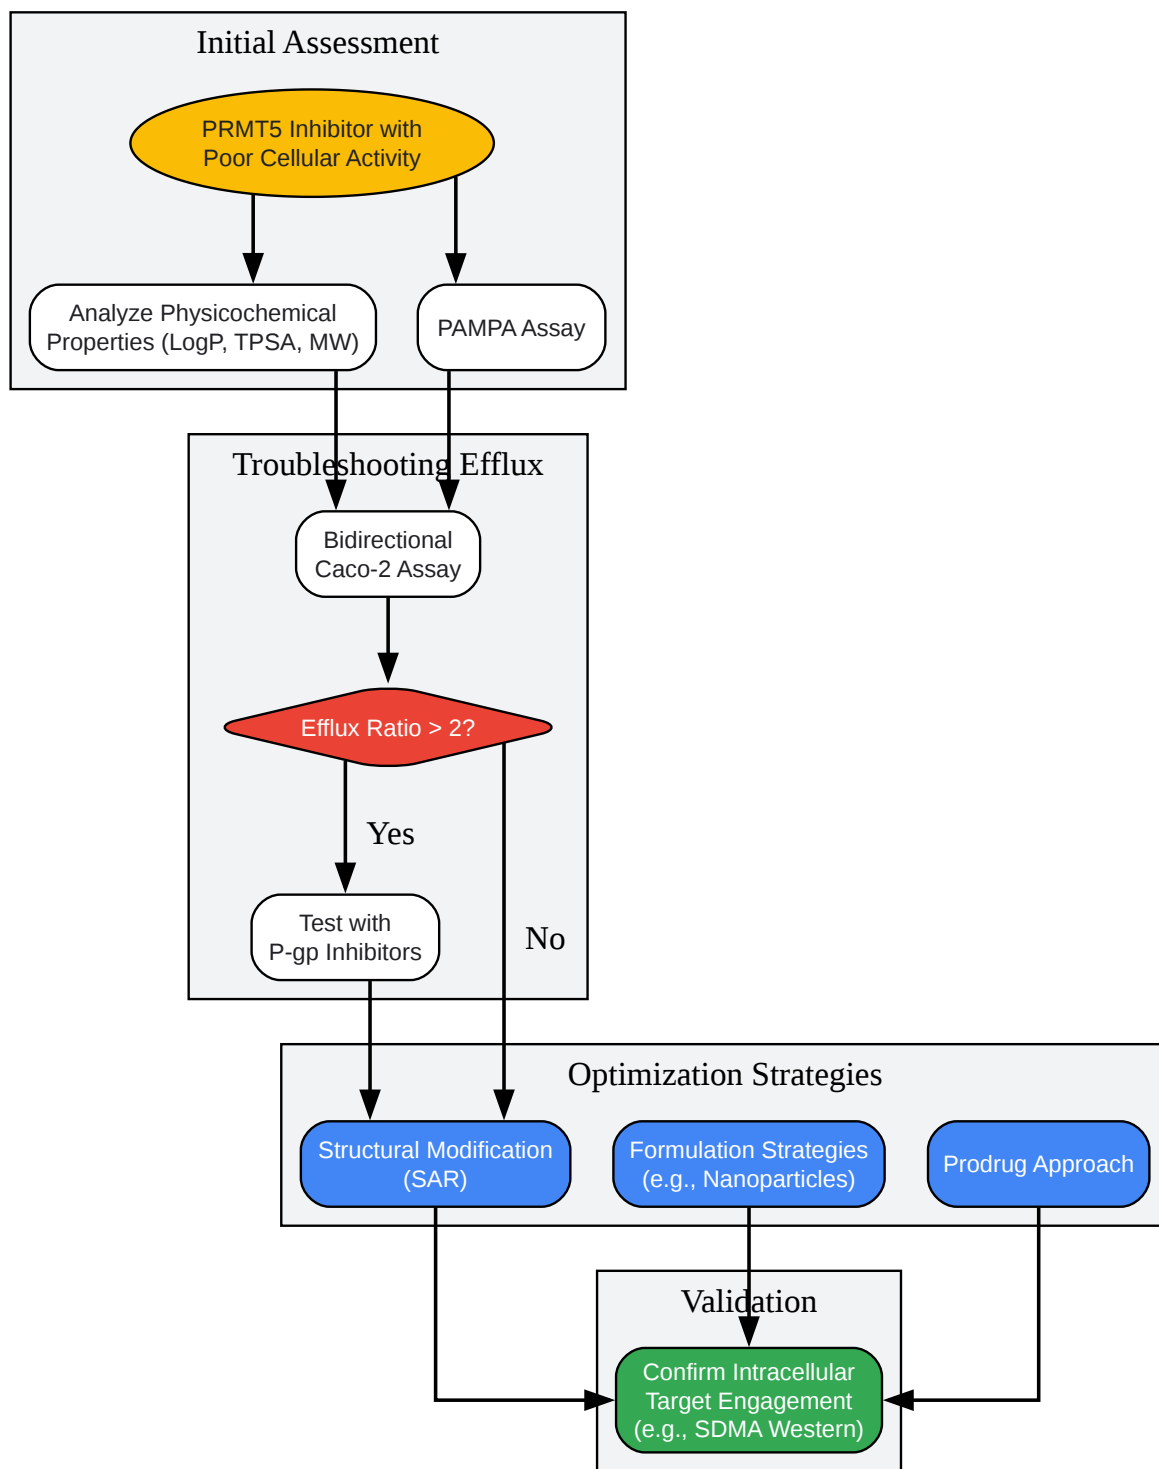 Initial Assessment
PRMT5 Inhibitor with
Poor Cellular Activity
Analyze Physicochemical
Properties (LogP, TPSA, MW)
PAMPA Assay
Troubleshooting Efflux
Bidirectional
Caco-2 Assay
Efflux Ratio > 2?
Yes
Test with
P-gp Inhibitors
No
Optimization Strategies
Structural Modification
(SAR)
Formulation Strategies
(e.g., Nanoparticles)
Prodrug Approach
Validation
Confirm Intracellular
Target Engagement
(e.g., SDMA Western)